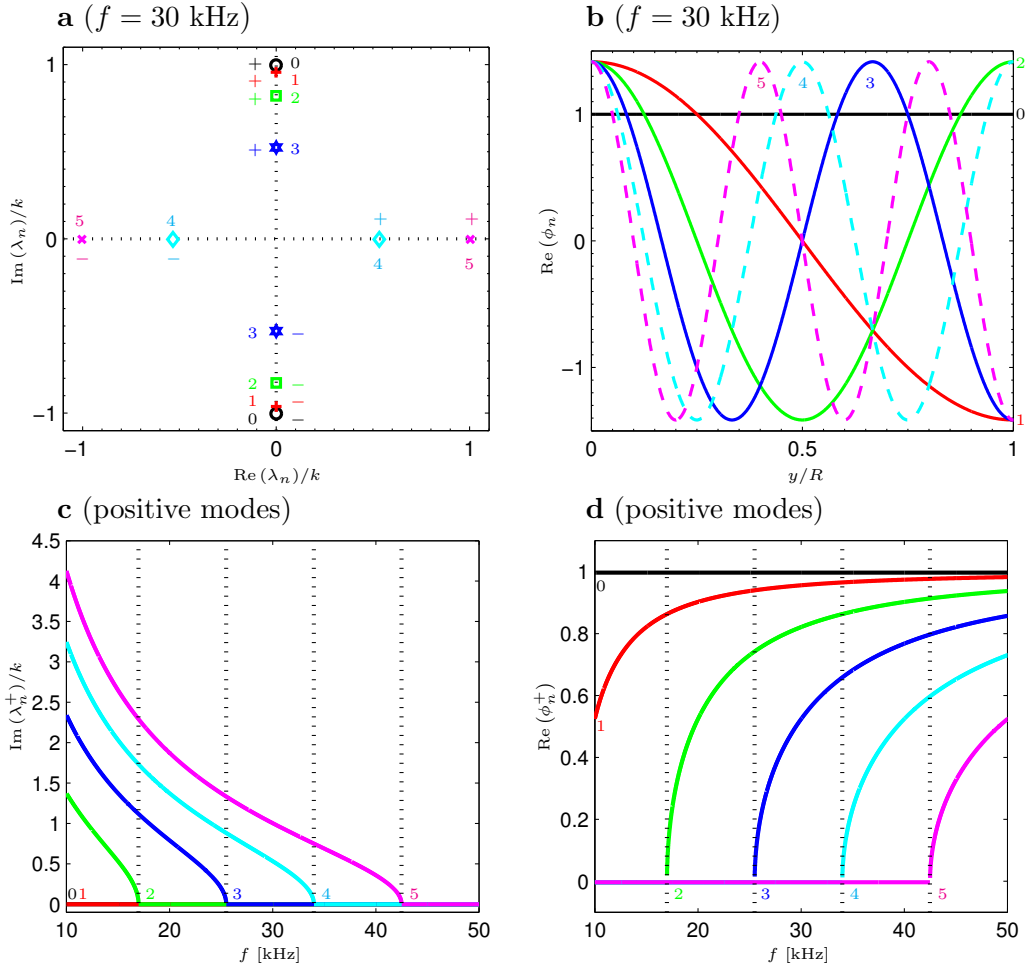 a (f = 30 kHz)
1
0
−1
−1
0
1
Im (λn)/k
Re (λn)/k
+ 0
+ 1
+ 2
+ 3
5 4 + +
− − 4 5
3 −
2 −
1 −
0 −
b (f = 30 kHz)
1
0
−1
0
0.5
1
Re (ϕn)
y/R
5 4 3
2
0
1
c (positive modes)
4.5
4
3.5
3
2.5
2
1.5
1
0.5
0
10 20 30 40 50
Im (λn+)/k
f [kHz]
0 1 2 3 4 5
d (positive modes)
1
0.8
0.6
0.4
0.2
0
10 20 30 40 50
Re (ϕn+)
f [kHz]
0
1
2 3 4 5